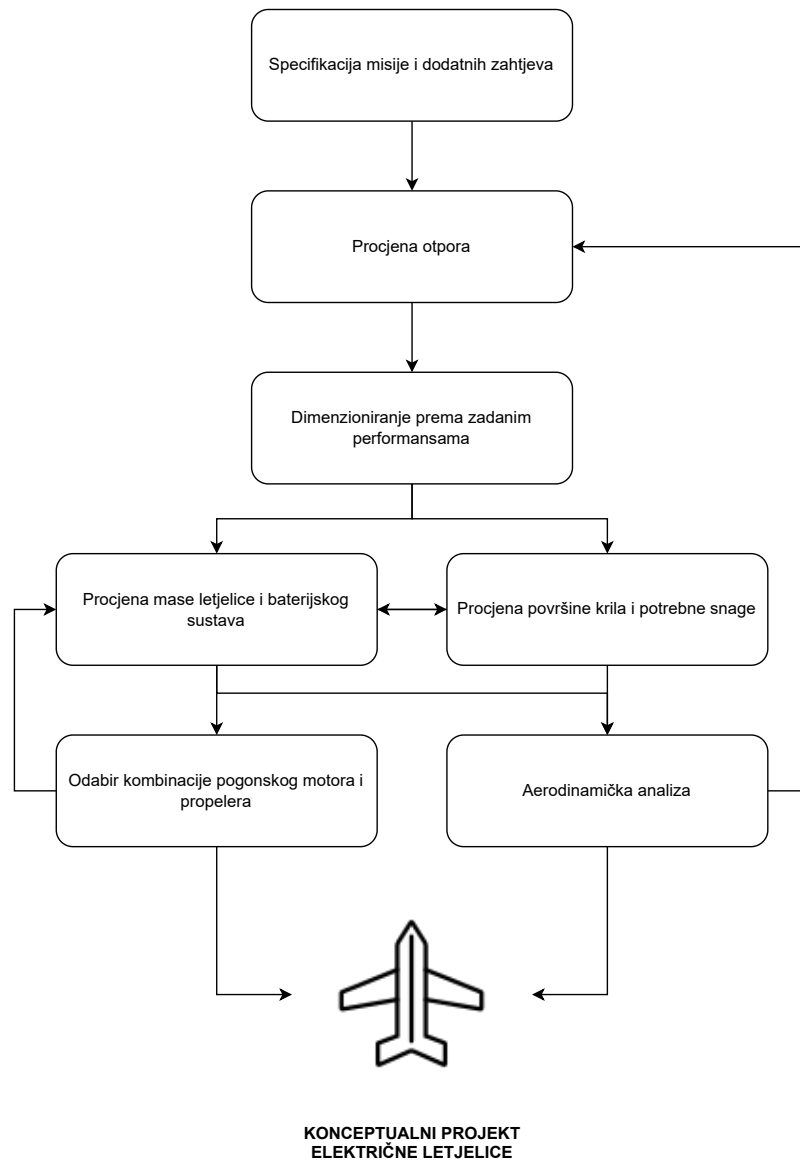 Specifikacija misije i dodatnih zahtjeva
Procjena otpora
Dimenzioniranje prema zadanim
performansama
Procjena mase letjelice i baterijskog
sustava
Procjena površine krila i potrebne snage
Odabir kombinacije pogonskog motora i
propelera
Aerodinamička analiza
KONCEPTUALNI PROJEKT
ELEKTRIČNE LETJELICE